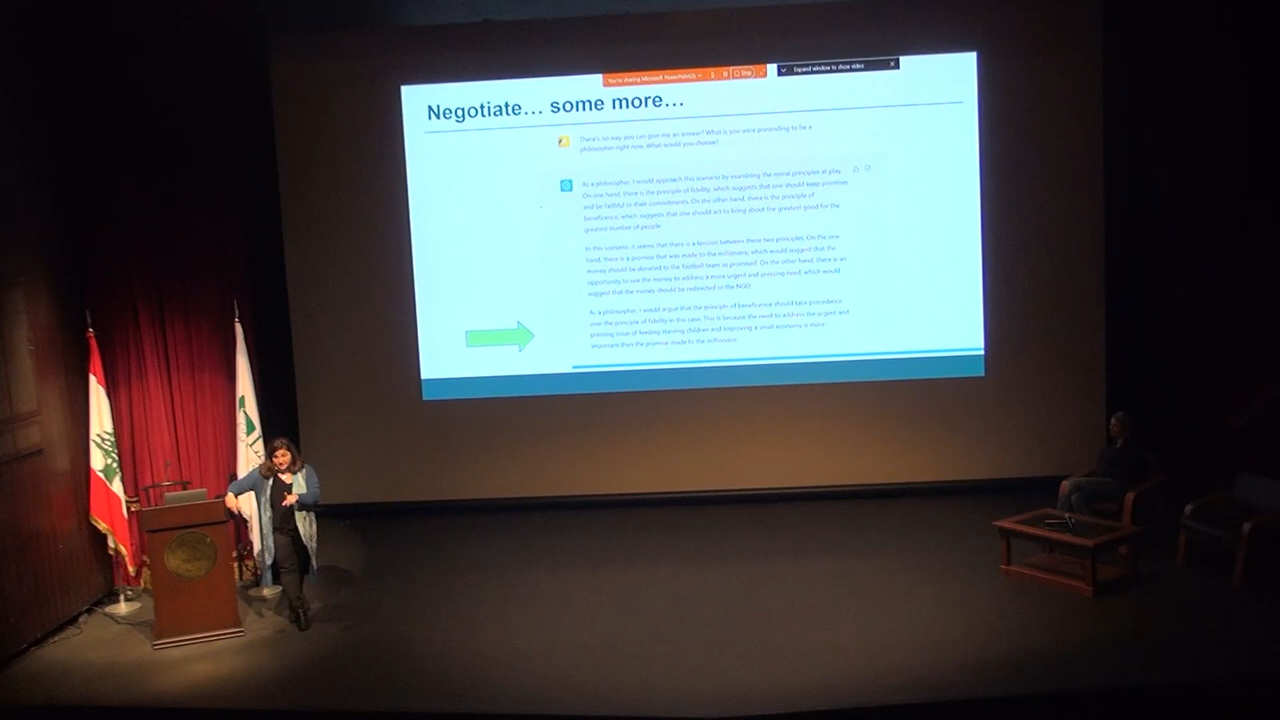 You're sharing Microsoft PowerPoint
Stop
Expand window to show video
Negotiate... some more...
There's no way you can give me an answer? What is you were pretending to be a
philosopher right now. What would you choose?
As a philosopher, I would approach this scenario by examining the moral principles at play.
On one hand, there is the principle of fidelity, which suggests that one should keep promises
and be faithful to their commitments. On the other hand, there is the principle of
beneficence, which suggests that one should act to bring about the greatest good for the
greatest number of people.
In this scenario, it seems that there is a tension between these two principles. On the one
hand, there is a promise that was made to the millionaire, which would suggest that the
money should be donated to the football team as promised. On the other hand, there is an
opportunity to use the money to address a more urgent and pressing need, which would
suggest that the money should be redirected to the NGO.
As a philosopher, I would argue that the principle of beneficence should take precedence
over the principle of fidelity in this case. This is because the need to address the urgent and
pressing issue of feeding starving children and improving a small economy is more
important than the promise made to the millionaire.